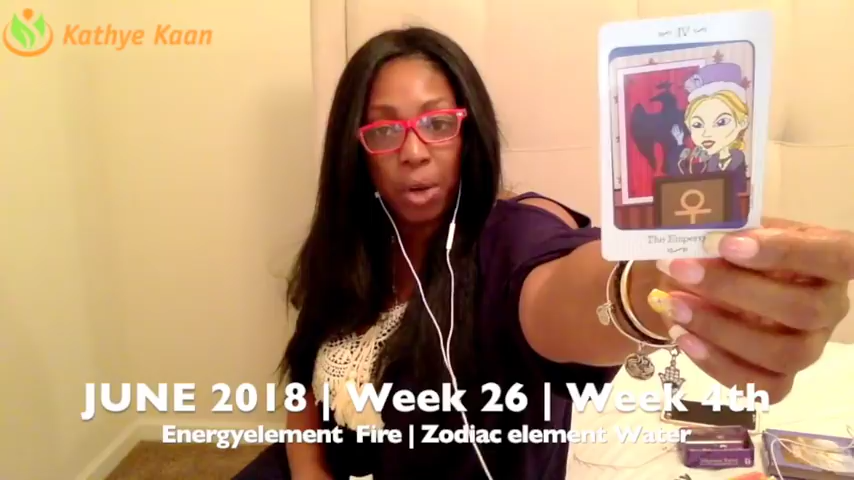 Kathye Kaan
IV
The Emperor
JUNE 2018 | Week 26 | Week 4th
Energyelement Fire | Zodiac element Water